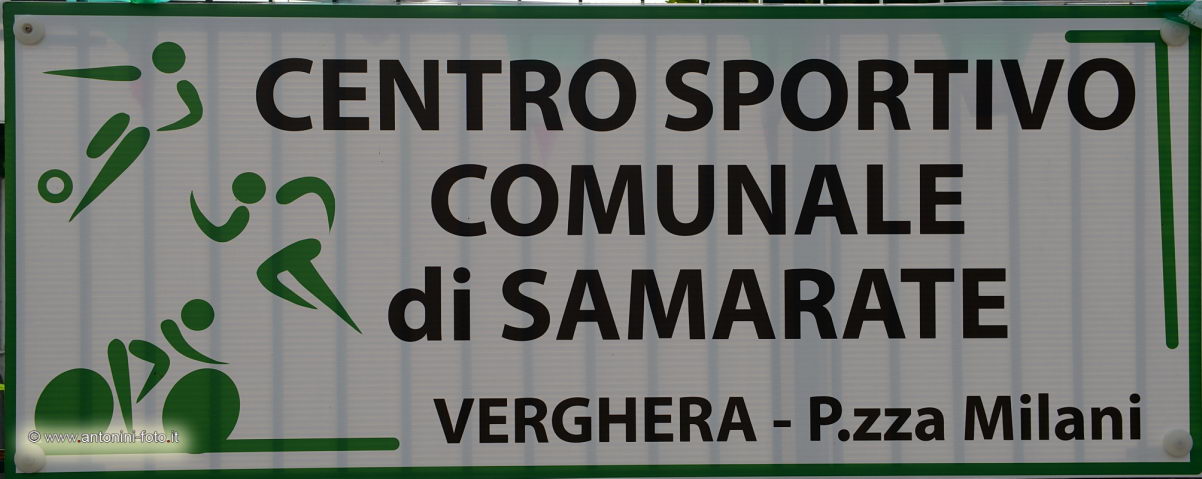 CENTRO SPORTIVO
COMUNALE
di SAMARATE
VERGHERA - P.zza Milani
© www.antonini-foto.it